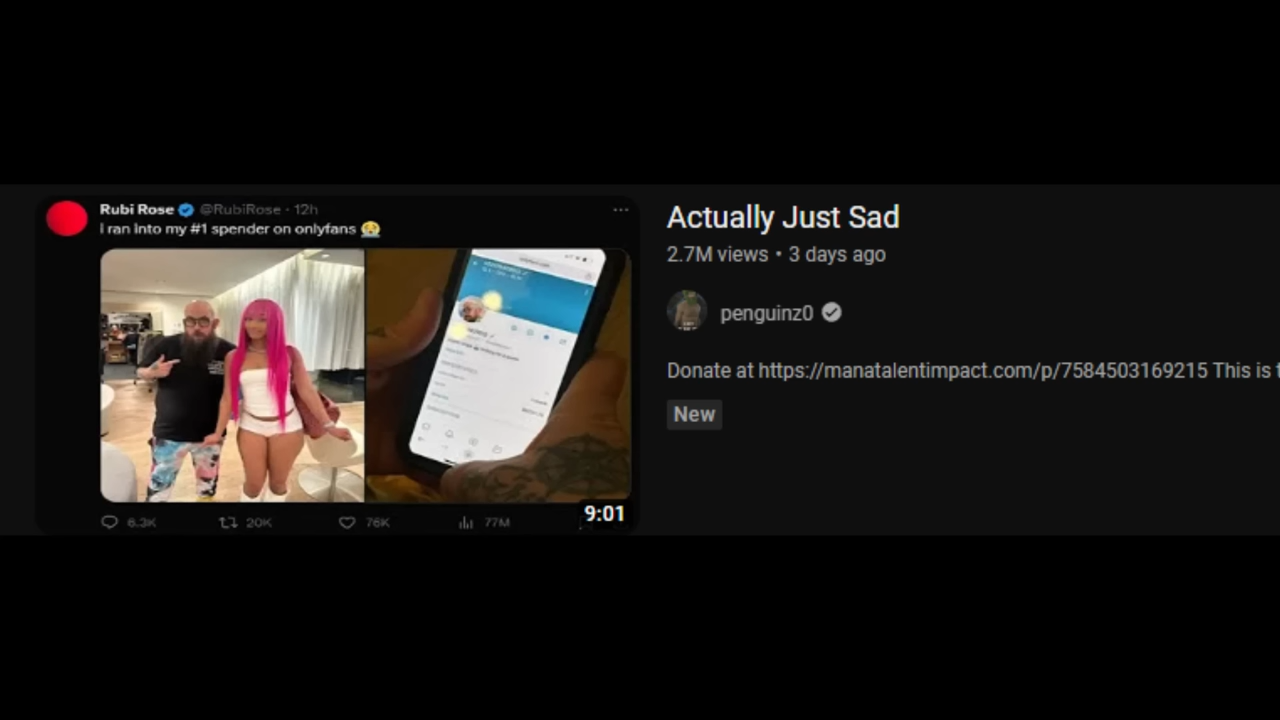 Rubi Rose @RubiRose · 12h
I ran into my #1 spender on onlyfans 😭
6.3K 20K 76K 77M
9:01
Actually Just Sad
2.7M views • 3 days ago
penguinz0
Donate at https://manatalentimpact.com/p/7584503169215 This is t
New